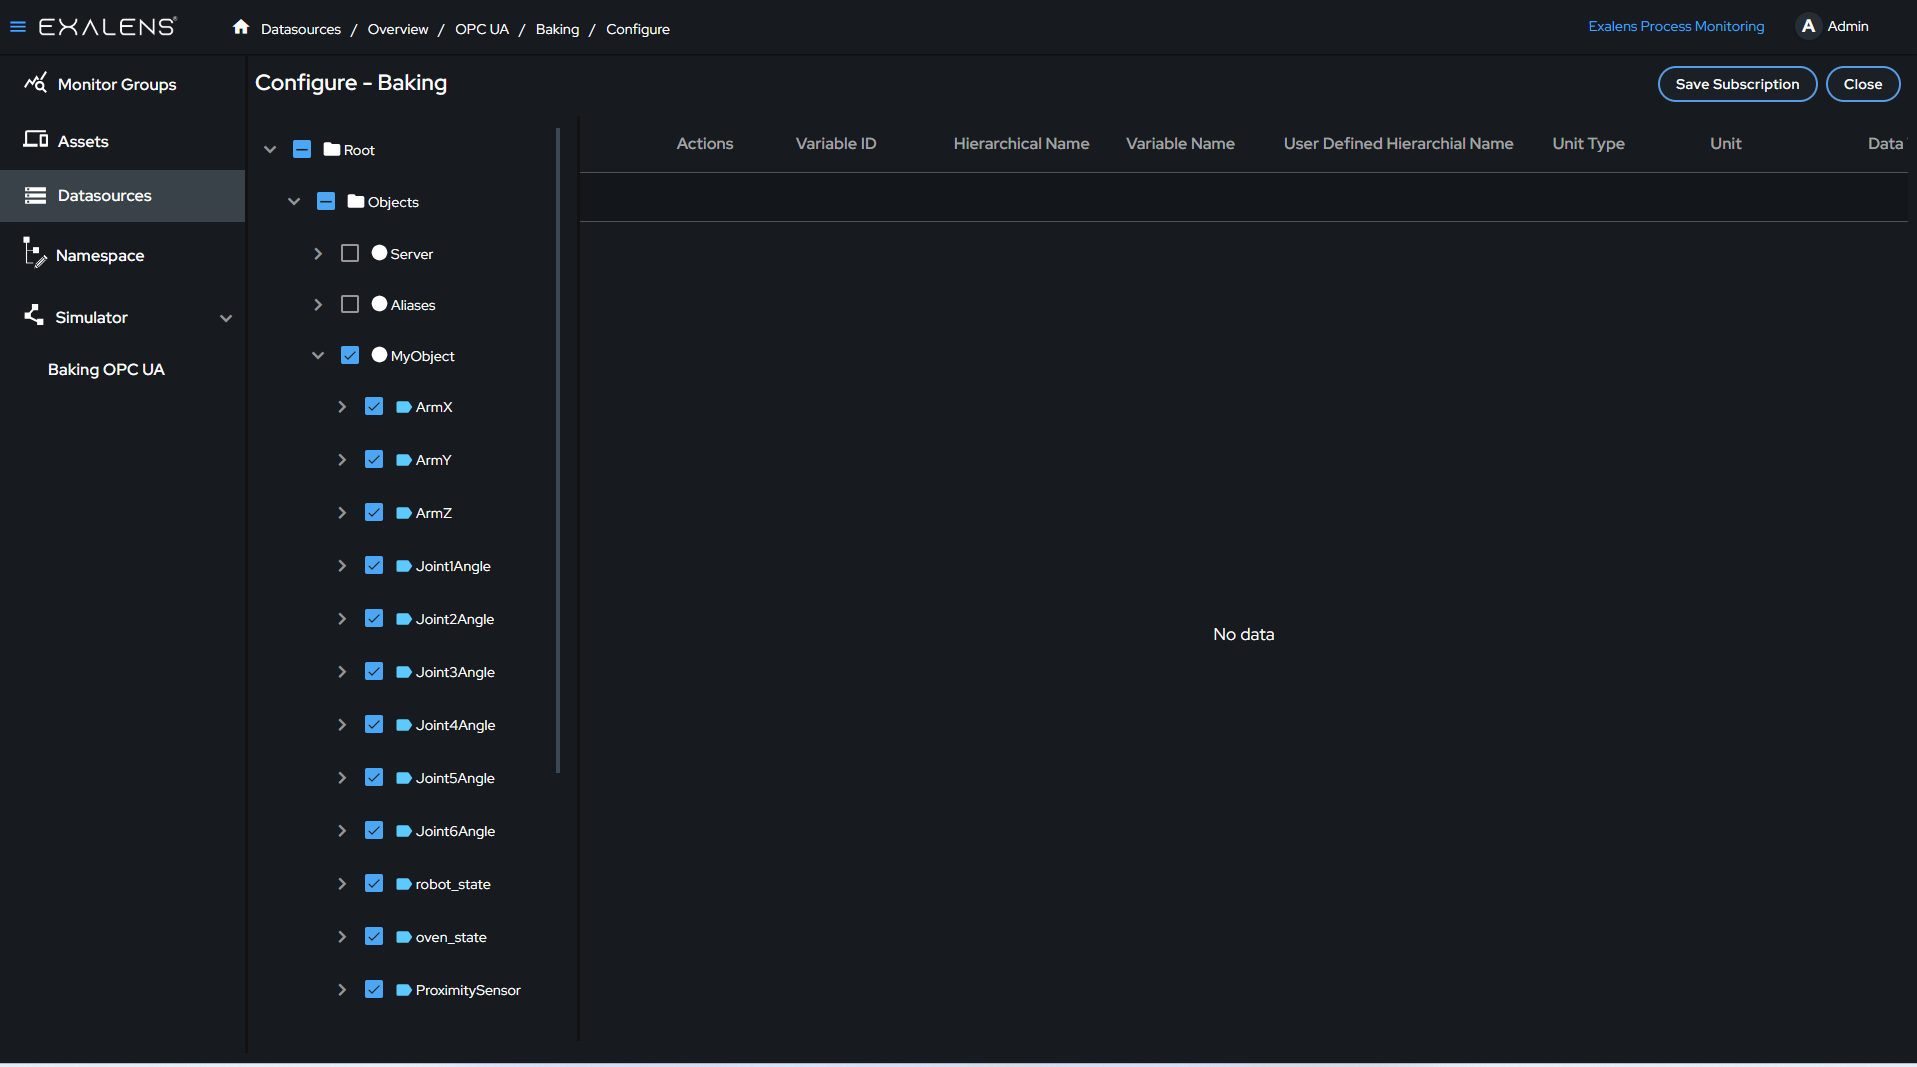 EXALENS®
Datasources / Overview / OPC UA / Baking / Configure
Exalens Process Monitoring
A Admin
Monitor Groups
Assets
Datasources
Namespace
Simulator
Baking OPC UA
Configure - Baking
Save Subscription
Close
Root
Objects
Server
Aliases
MyObject
ArmX
ArmY
ArmZ
Joint1Angle
Joint2Angle
Joint3Angle
Joint4Angle
Joint5Angle
Joint6Angle
robot_state
oven_state
ProximitySensor
Actions Variable ID Hierarchical Name Variable Name User Defined Hierarchial Name Unit Type Unit Data
No data